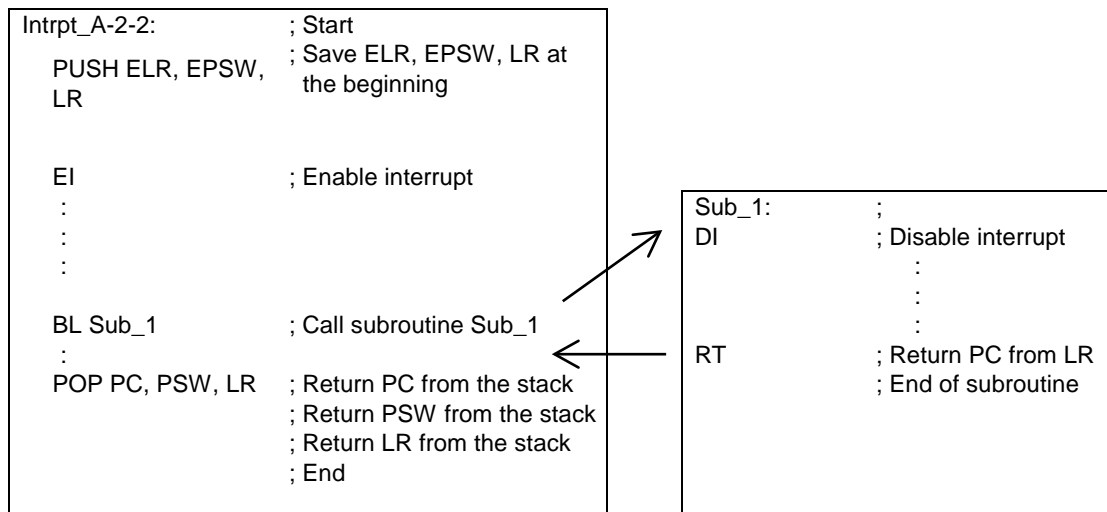 Intrpt_A-2-2: ; Start
PUSH ELR, EPSW, ; Save ELR, EPSW, LR at
LR the beginning
EI ; Enable interrupt
:
:
:
BL Sub_1 ; Call subroutine Sub_1
:
POP PC, PSW, LR ; Return PC from the stack
; Return PSW from the stack
; Return LR from the stack
; End
Sub_1: ;
DI ; Disable interrupt
:
:
:
RT ; Return PC from LR
; End of subroutine